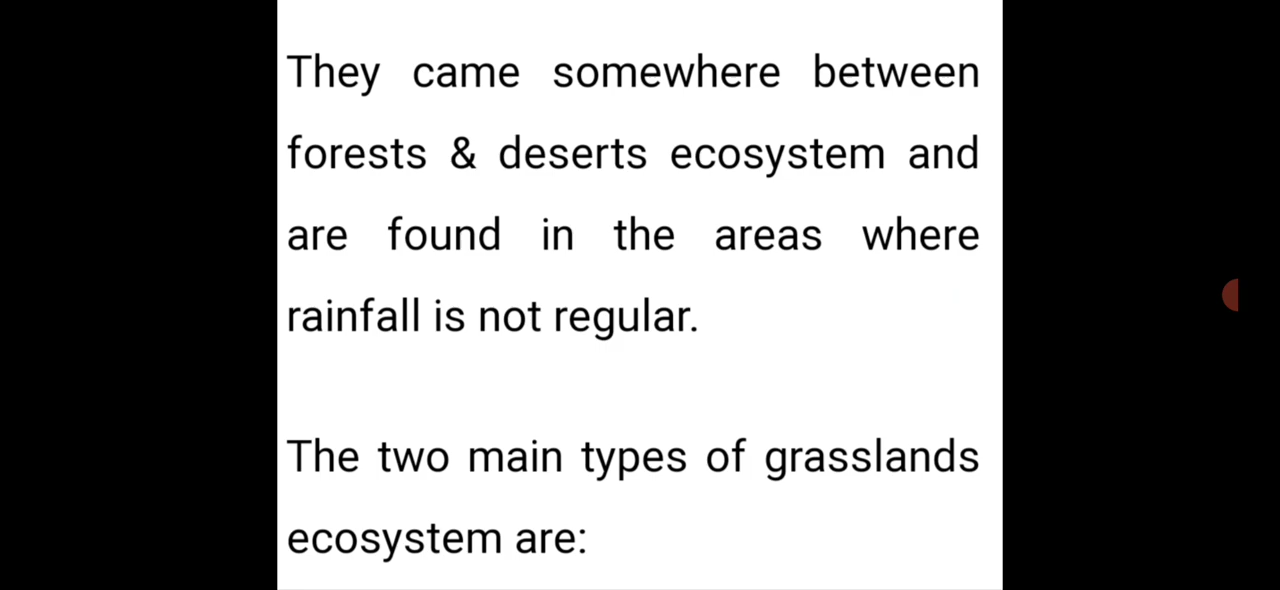 They came somewhere between
forests & deserts ecosystem and
are found in the areas where
rainfall is not regular.
The two main types of grasslands
ecosystem are: